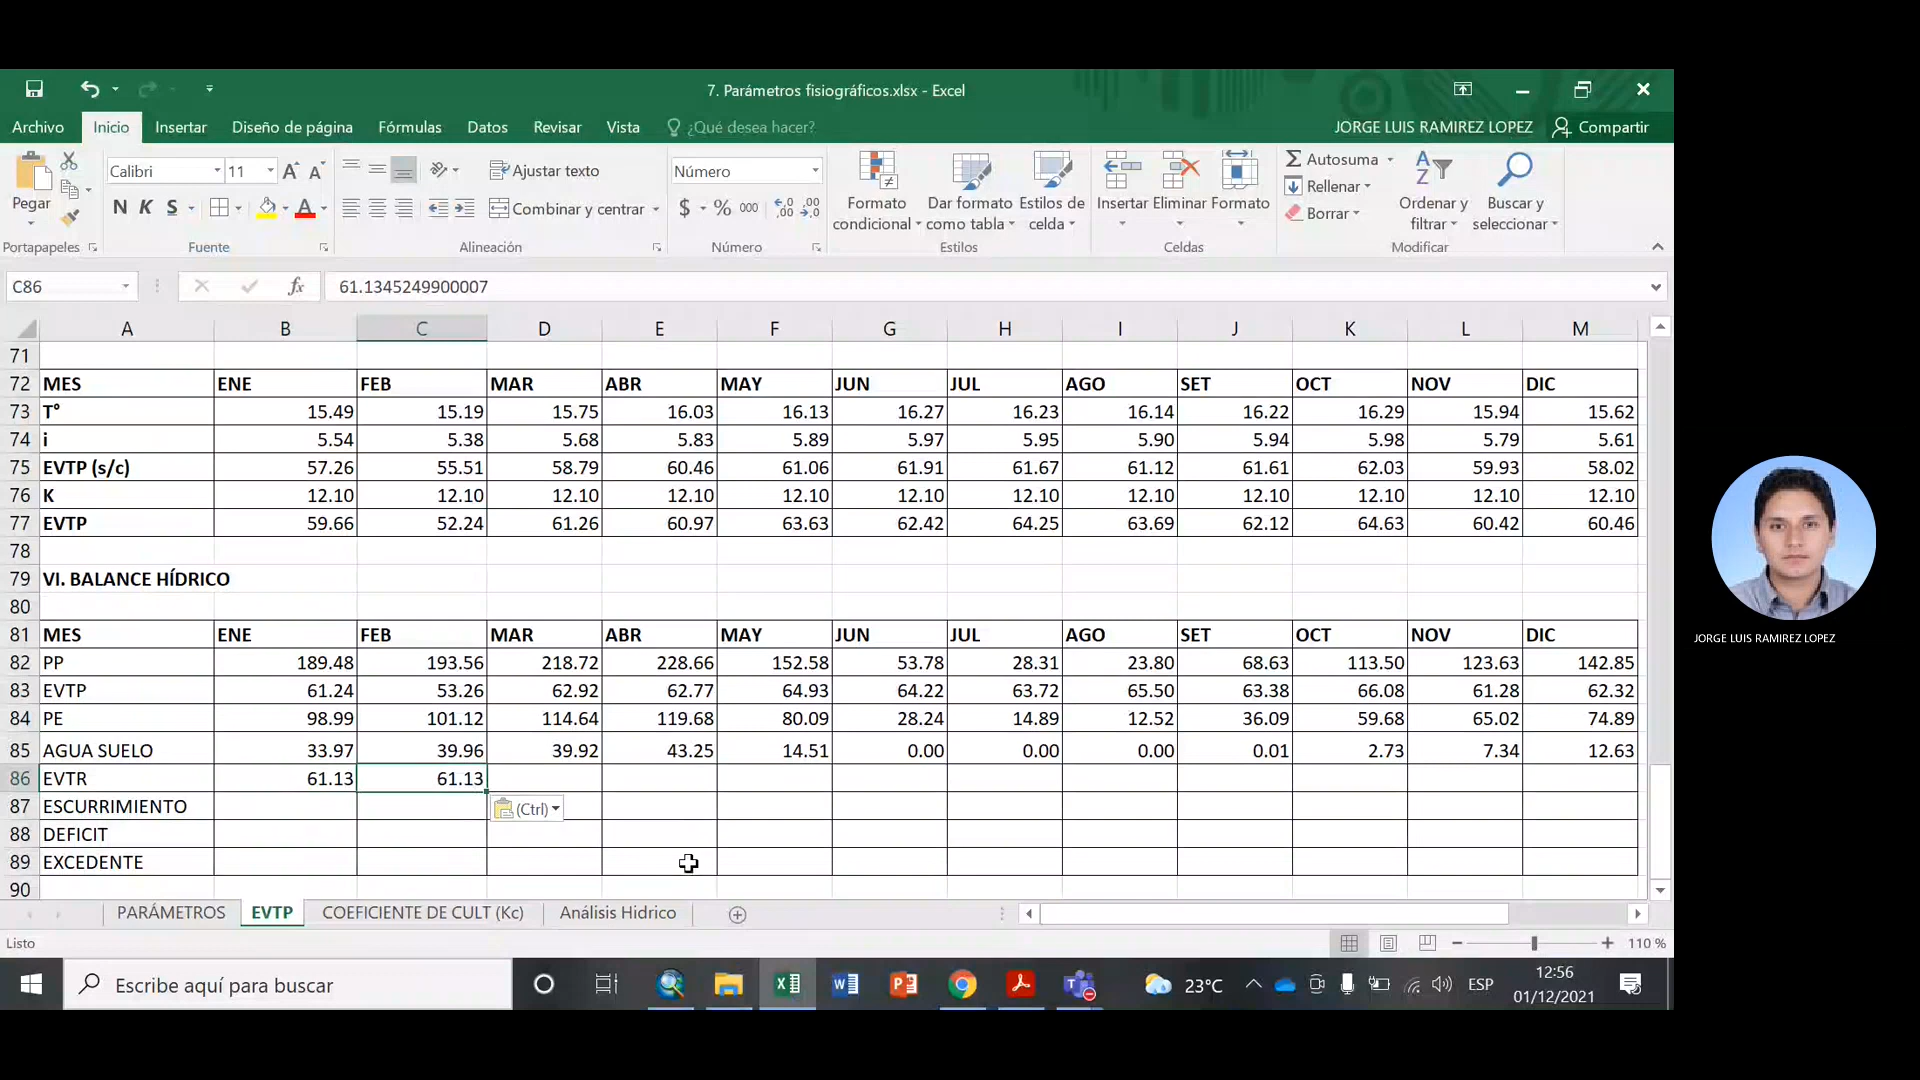 7. Parámetros fisiográficos.xlsx - Excel
Archivo Inicio Insertar Diseño de página Fórmulas Datos Revisar Vista ¿Qué desea hacer? JORGE LUIS RAMIREZ LOPEZ Compartir
Pegar Calibri 11 A A Ajustar texto Número Formato condicional Dar formato como tabla Estilos de celda Insertar Eliminar Formato Autosuma Ordenar y filtrar Buscar y seleccionar
N K S A Combinar y centrar $ % 000 Rellenar
Borrar
Portapapeles Fuente Alineación Número Estilos Celdas Modificar
C86 fx 61.1345249900007
A B C D E F G H I J K L M
71
72 MES ENE FEB MAR ABR MAY JUN JUL AGO SET OCT NOV DIC
73 T° 15.49 15.19 15.75 16.03 16.13 16.27 16.23 16.14 16.22 16.29 15.94 15.62
74 i 5.54 5.38 5.68 5.83 5.89 5.97 5.95 5.90 5.94 5.98 5.79 5.61
75 EVTP (s/c) 57.26 55.51 58.79 60.46 61.06 61.91 61.67 61.12 61.61 62.03 59.93 58.02
76 K 12.10 12.10 12.10 12.10 12.10 12.10 12.10 12.10 12.10 12.10 12.10 12.10
77 EVTP 59.66 52.24 61.26 60.97 63.63 62.42 64.25 63.69 62.12 64.63 60.42 60.46
78
79 VI. BALANCE HÍDRICO
80
81 MES ENE FEB MAR ABR MAY JUN JUL AGO SET OCT NOV DIC
82 PP 189.48 193.56 218.72 228.66 152.58 53.78 28.31 23.80 68.63 113.50 123.63 142.85
83 EVTP 61.24 53.26 62.92 62.77 64.93 64.22 63.72 65.50 63.38 66.08 61.28 62.32
84 PE 98.99 101.12 114.64 119.68 80.09 28.24 14.89 12.52 36.09 59.68 65.02 74.89
85 AGUA SUELO 33.97 39.96 39.92 43.25 14.51 0.00 0.00 0.00 0.01 2.73 7.34 12.63
86 EVTR 61.13 61.13
87 ESCURRIMIENTO (Ctrl)
88 DEFICIT
89 EXCEDENTE
90
PARÁMETROS EVTP COEFICIENTE DE CULT (Kc) Análisis Hidrico
Listo 110 %
Escribe aquí para buscar 23°C ESP 12:56
01/12/2021
JORGE LUIS RAMIREZ LOPEZ